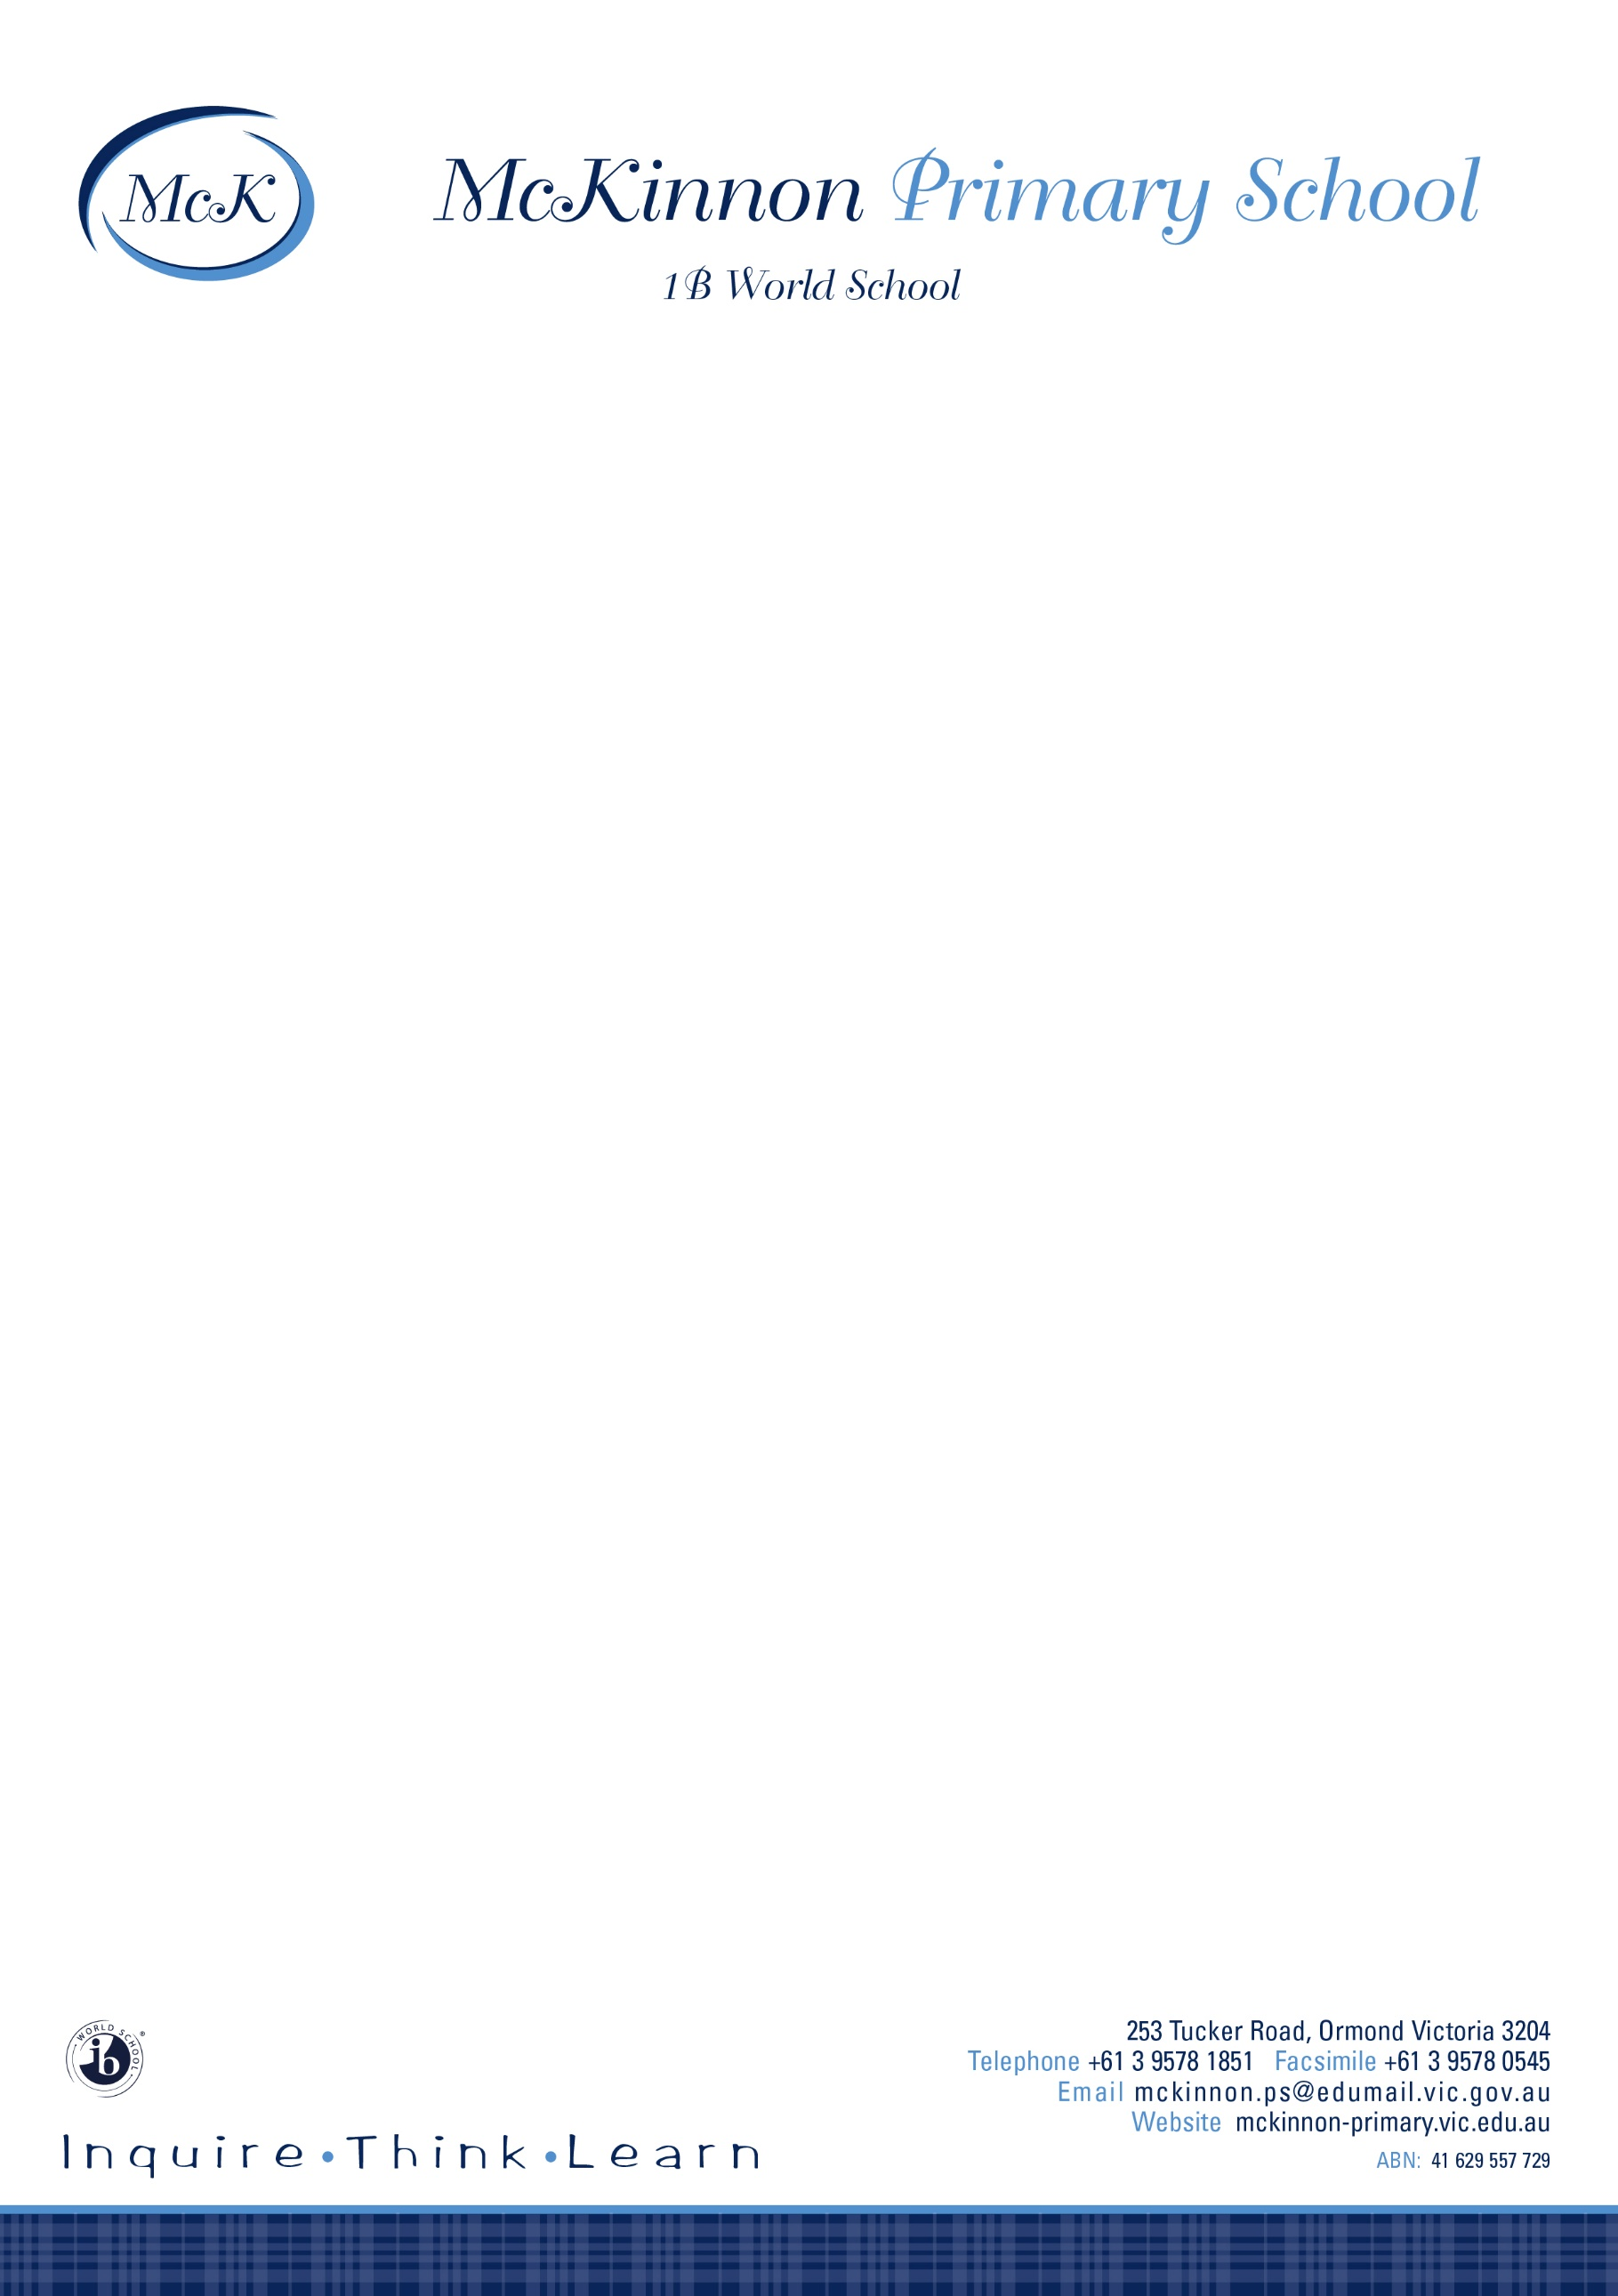 McK
McKinnon Primary School
1B World School
WORLD SCHOOL ®
ib
253 Tucker Road, Ormond Victoria 3204
Telephone +61 3 9578 1851 Facsimile +61 3 9578 0545
Email mckinnon.ps@edumail.vic.gov.au
Website mckinnon-primary.vic.edu.au
Inquire • Think • Learn
ABN: 41 629 557 729